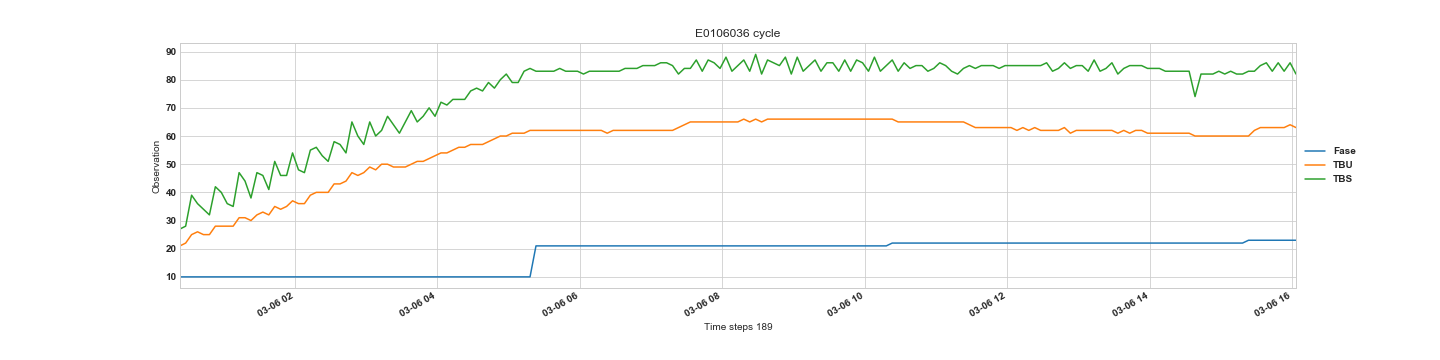 E0106036 cycle
90
80
70
60
50
40
30
20
10
Observation
03-06 02
03-06 04
03-06 06
03-06 08
03-06 10
03-06 12
03-06 14
03-06 16
Time steps 189
Fase
TBU
TBS